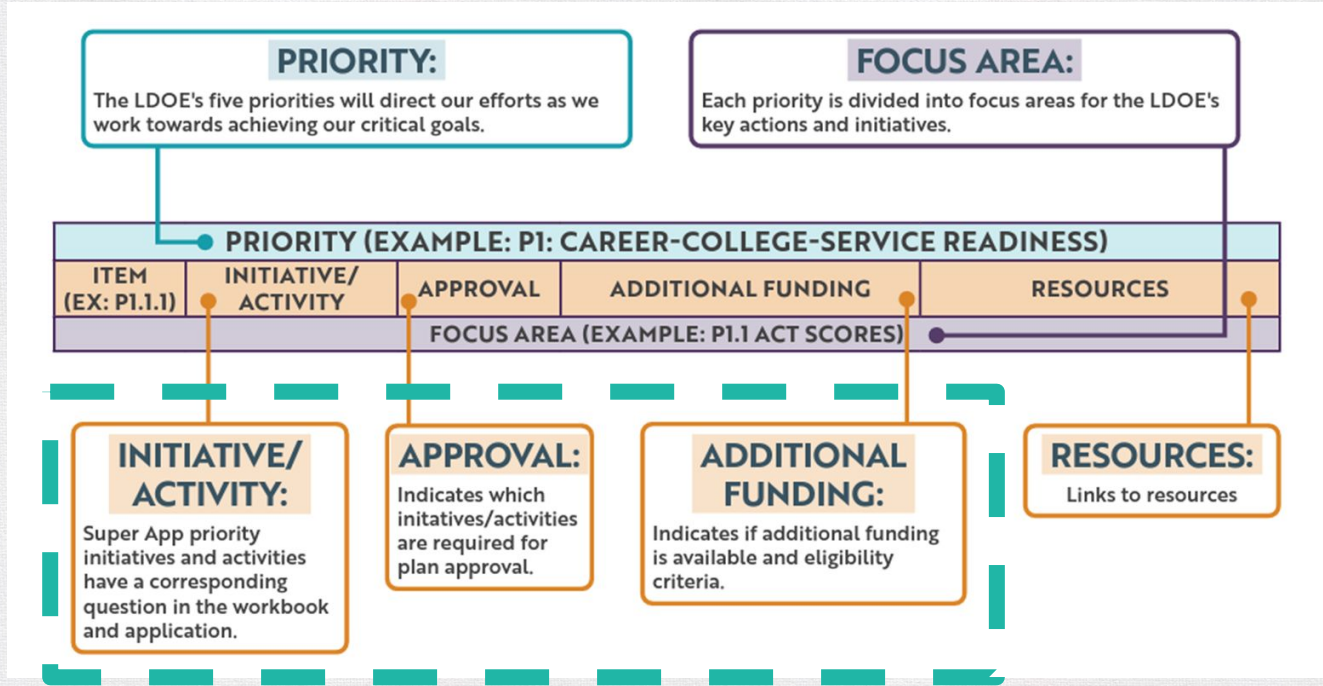 PRIORITY:
The LDOE's five priorities will direct our efforts as we
work towards achieving our critical goals.
FOCUS AREA:
Each priority is divided into focus areas for the LDOE's
key actions and initiatives.
PRIORITY (EXAMPLE: P1: CAREER-COLLEGE-SERVICE READINESS)
ITEM
(EX: P1.1.1)
INITIATIVE/
ACTIVITY
APPROVAL
ADDITIONAL FUNDING
RESOURCES
FOCUS AREA (EXAMPLE: P1.1 ACT SCORES)
INITIATIVE/
ACTIVITY:
Super App priority
initiatives and activities
have a corresponding
question in the workbook
and application.
APPROVAL:
Indicates which
initatives/activities
are required for
plan approval.
ADDITIONAL
FUNDING:
Indicates if additional funding
is available and eligibility
criteria.
RESOURCES:
Links to resources